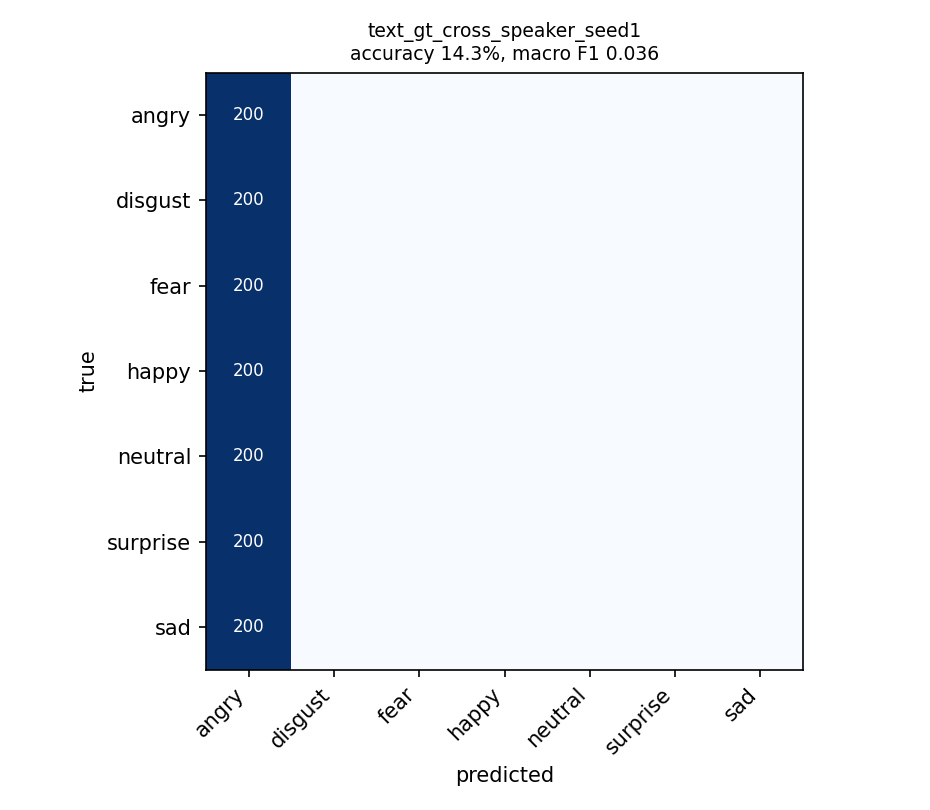 text_gt_cross_speaker_seed1
accuracy 14.3%, macro F1 0.036
true
angry 200
disgust 200
fear 200
happy 200
neutral 200
surprise 200
sad 200
angry disgust fear happy neutral surprise sad
predicted